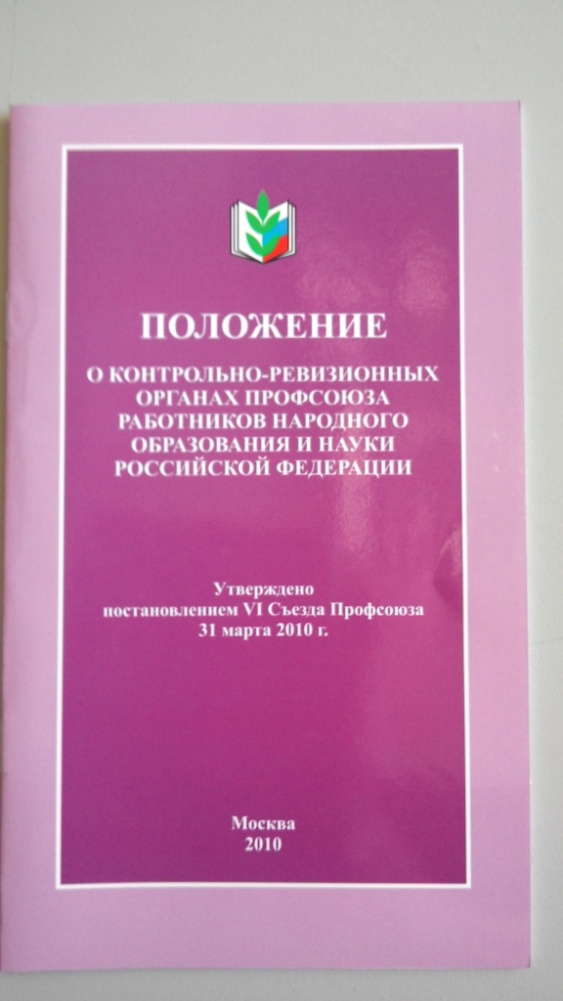 ПОЛОЖЕНИЕ
О КОНТРОЛЬНО-РЕВИЗИОННЫХ
ОРГАНАХ ПРОФСОЮЗА
РАБОТНИКОВ НАРОДНОГО
ОБРАЗОВАНИЯ И НАУКИ
РОССИЙСКОЙ ФЕДЕРАЦИИ
Утверждено
постановлением VI Съезда Профсоюза
31 марта 2010 г.
Москва
2010